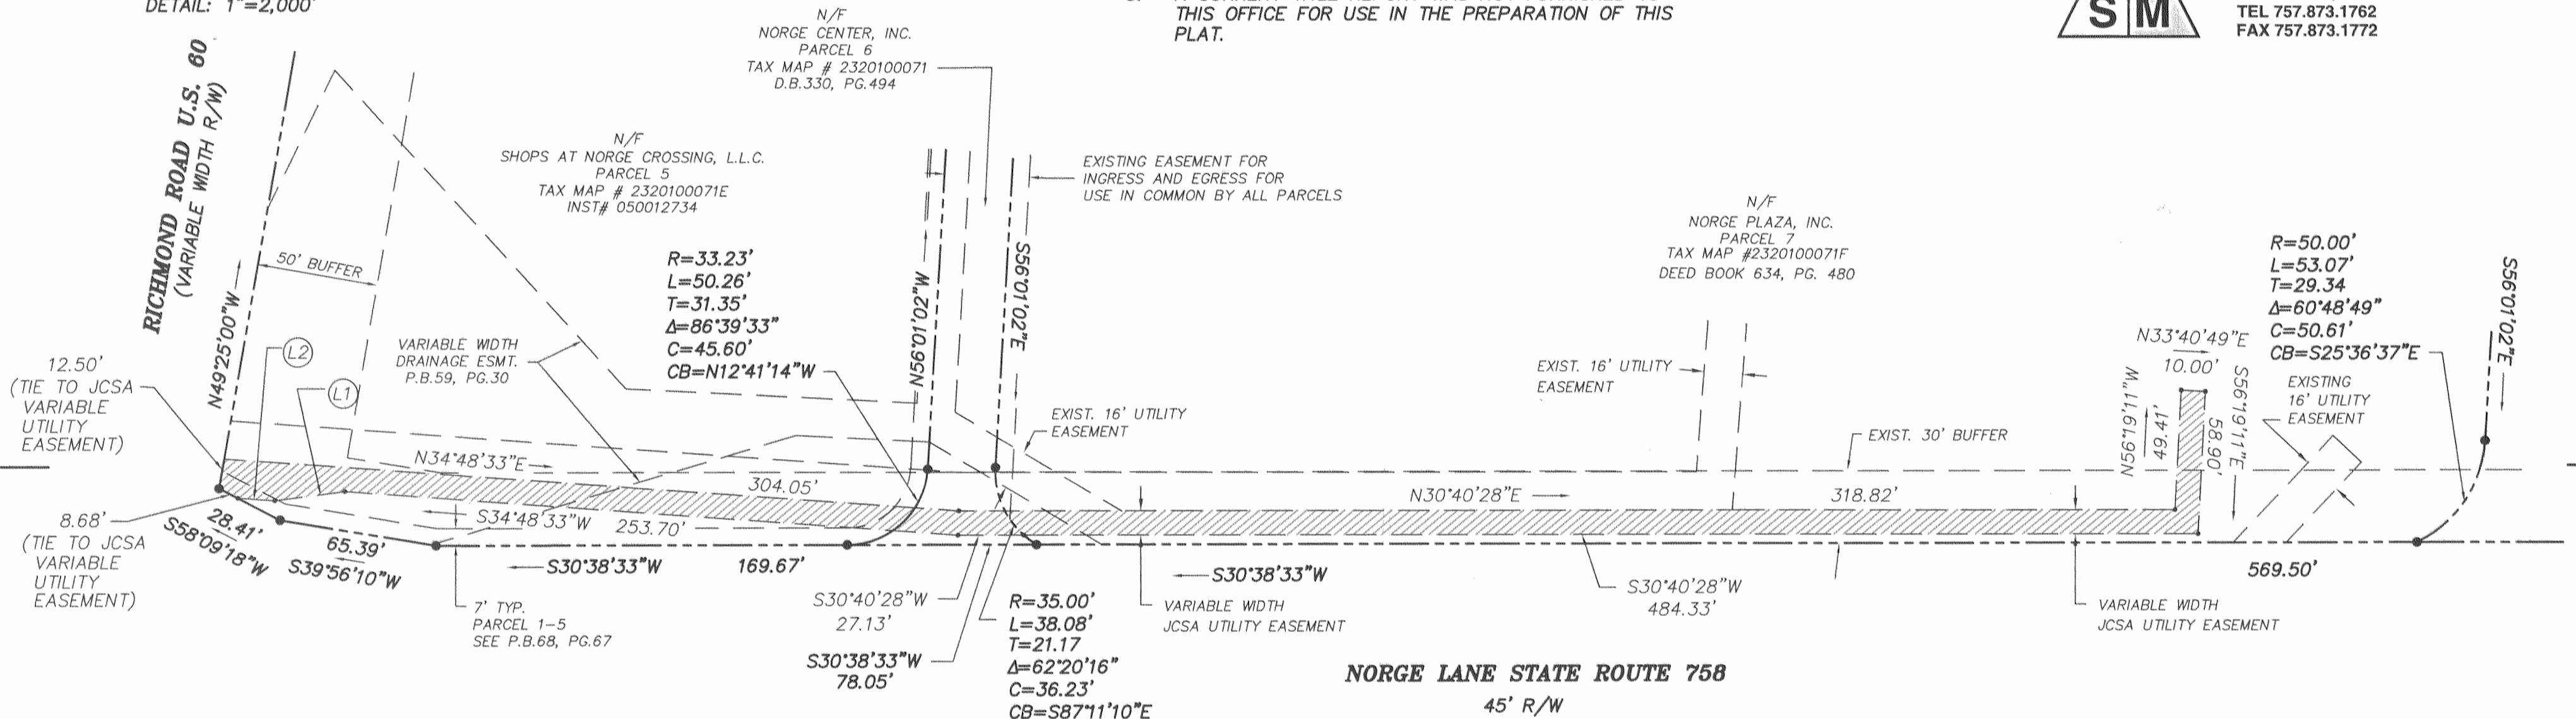 DETAIL: 1"=2,000'
THIS OFFICE FOR USE IN THE PREPARATION OF THIS
PLAT.
S M
TEL 757.873.1762
FAX 757.873.1772
RICHMOND ROAD U.S. 60
(VARIABLE WIDTH R/W)
N/F
NORGE CENTER, INC.
PARCEL 6
TAX MAP # 2320100071
D.B.330, PG.494
N/F
SHOPS AT NORGE CROSSING, L.L.C.
PARCEL 5
TAX MAP # 2320100071E
INST# 050012734
EXISTING EASEMENT FOR
INGRESS AND EGRESS FOR
USE IN COMMON BY ALL PARCELS
N/F
NORGE PLAZA, INC.
PARCEL 7
TAX MAP #2320100071F
DEED BOOK 634, PG. 480
R=50.00'
L=53.07'
T=29.34
Δ=60°48'49"
C=50.61'
CB=S25°36'37"E
S56°01'02"E
50' BUFFER
N49°25'00"W
R=33.23'
L=50.26'
T=31.35'
Δ=86°39'33"
C=45.60'
CB=N12°41'14"W
N56°01'02"W
S56°01'02"E
L2
L1
VARIABLE WIDTH
DRAINAGE ESMT.
P.B.59, PG.30
12.50'
(TIE TO JCSA
VARIABLE
UTILITY
EASEMENT)
EXIST. 16' UTILITY
EASEMENT
EXIST. 16' UTILITY
EASEMENT
EXIST. 30' BUFFER
N33°40'49"E
10.00'
N56°19'11"W
49.41'
S56°19'11"E
58.90'
EXISTING
16' UTILITY
EASEMENT
N34°48'33"E
304.05'
N30°40'28"E
318.82'
S34°48'33"W
253.70'
8.68'
(TIE TO JCSA
VARIABLE
UTILITY
EASEMENT)
28.41'
S58°09'18"W
65.39'
S39°56'10"W
S30°38'33"W
169.67'
7' TYP.
PARCEL 1-5
SEE P.B.68, PG.67
S30°40'28"W
27.13'
S30°38'33"W
78.05'
R=35.00'
L=38.08'
T=21.17
Δ=62°20'16"
C=36.23'
CB=S87°11'10"E
S30°38'33"W
VARIABLE WIDTH
JCSA UTILITY EASEMENT
S30°40'28"W
484.33'
569.50'
VARIABLE WIDTH
JCSA UTILITY EASEMENT
NORGE LANE STATE ROUTE 758
45' R/W